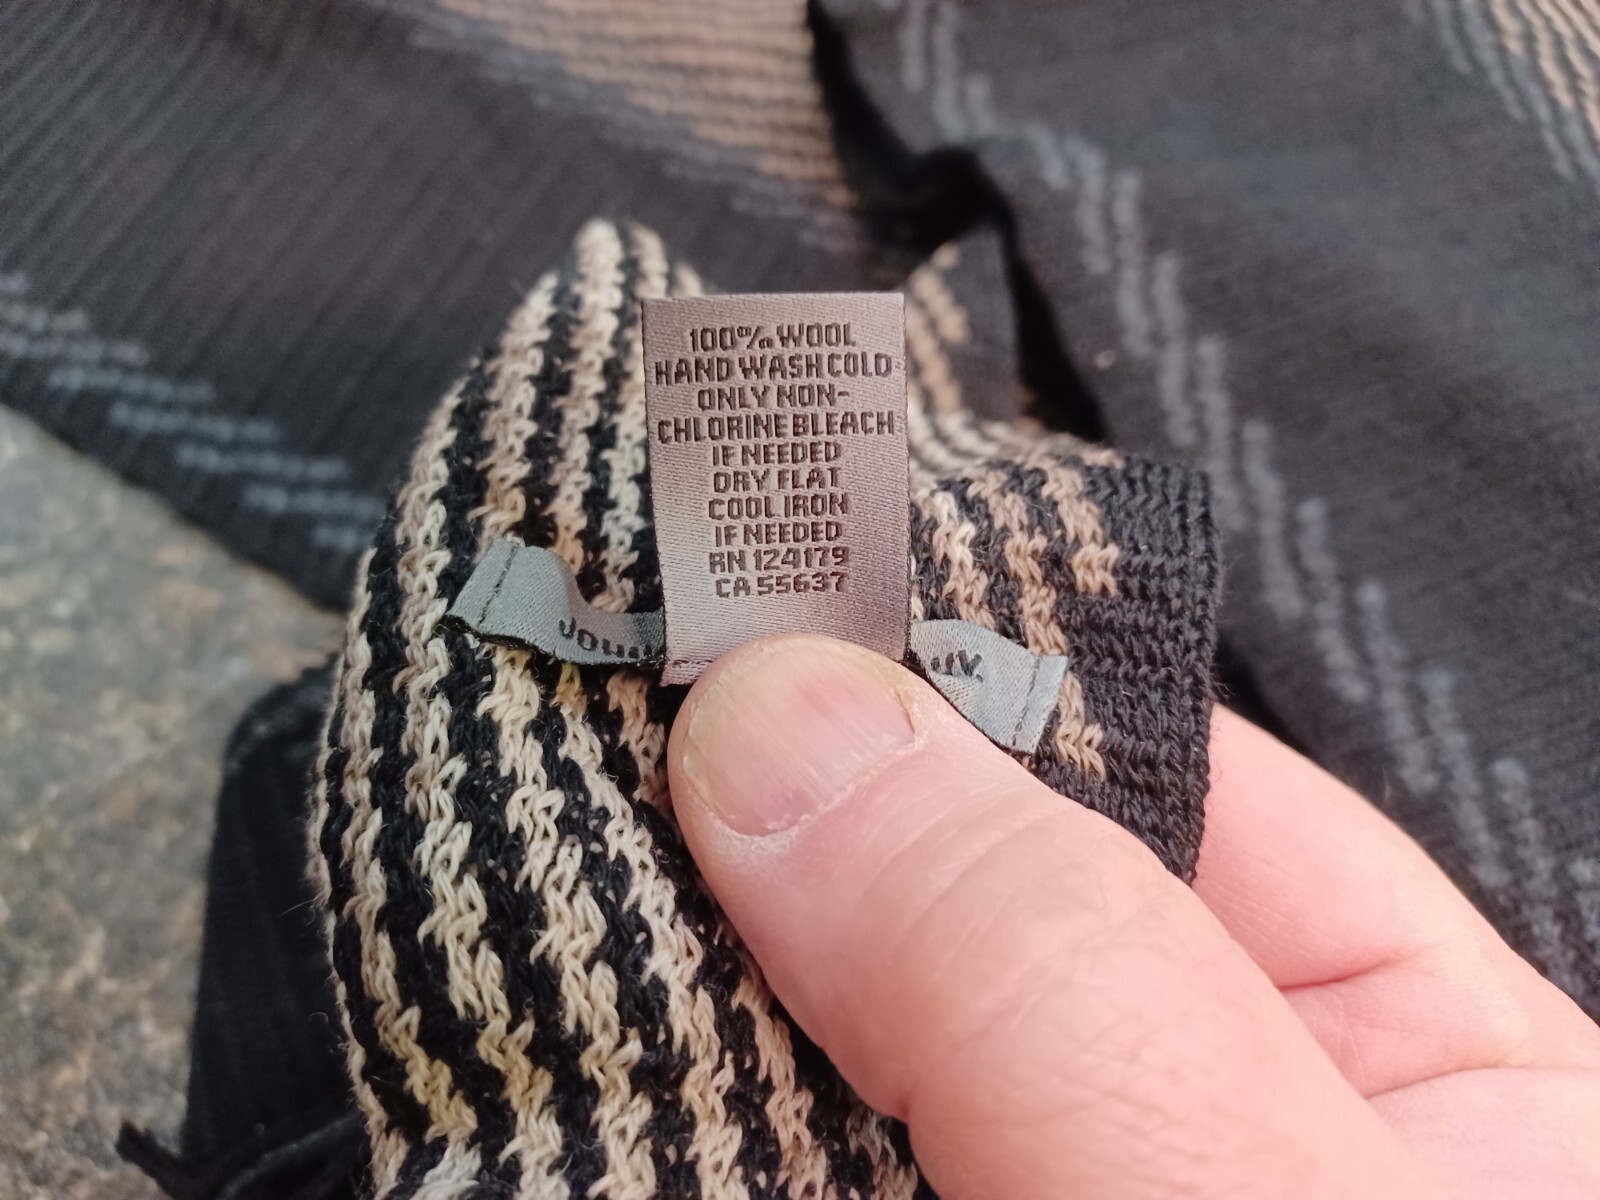 100% WOOL
HAND WASH COLD
ONLY NON-
CHLORINE BLEACH
IF NEEDED
DRY FLAT
COOL IRON
IF NEEDED
RN 124179
CA 55637